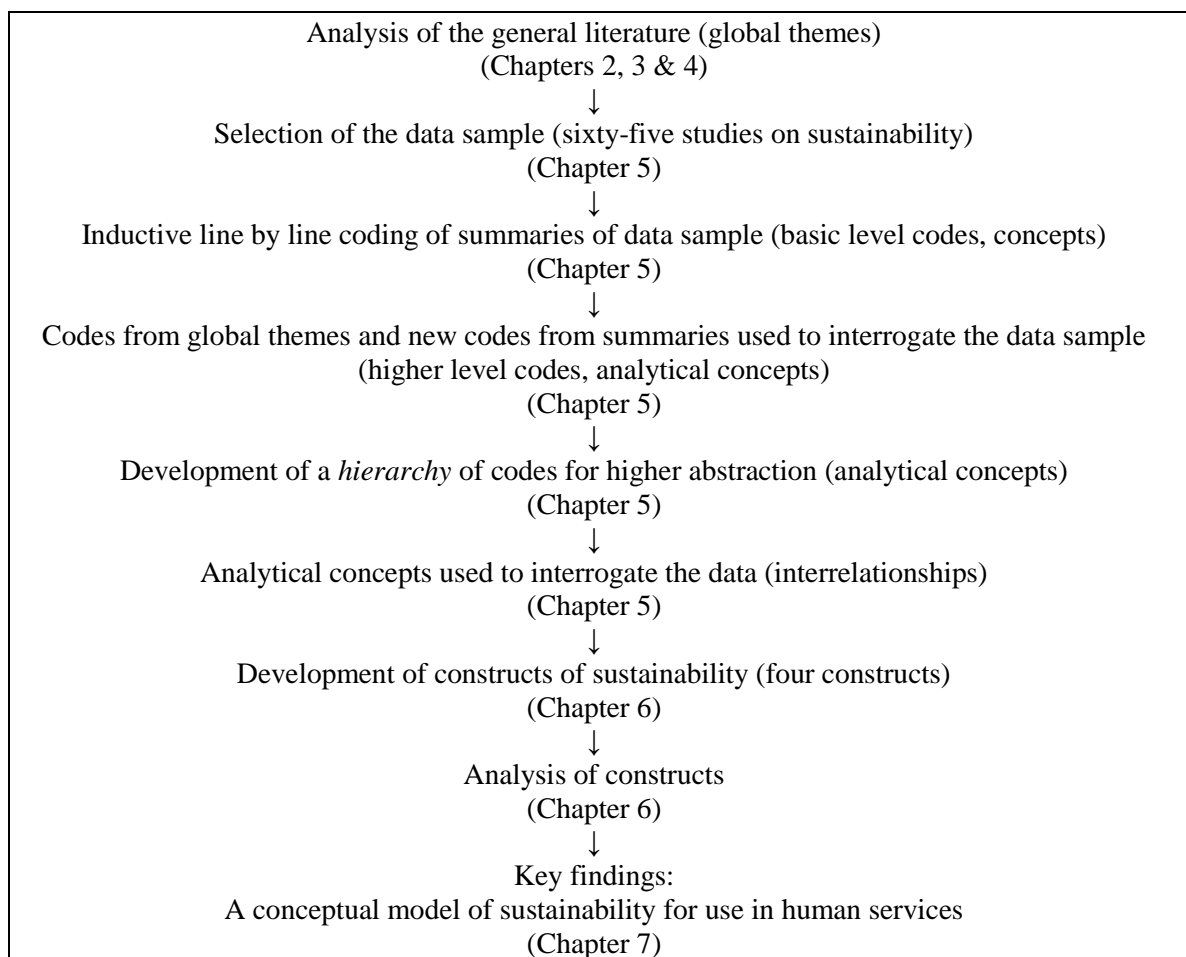 Analysis of the general literature (global themes)
(Chapters 2, 3 & 4)
↓
Selection of the data sample (sixty-five studies on sustainability)
(Chapter 5)
↓
Inductive line by line coding of summaries of data sample (basic level codes, concepts)
(Chapter 5)
↓
Codes from global themes and new codes from summaries used to interrogate the data sample
(higher level codes, analytical concepts)
(Chapter 5)
↓
Development of a hierarchy of codes for higher abstraction (analytical concepts)
(Chapter 5)
↓
Analytical concepts used to interrogate the data (interrelationships)
(Chapter 5)
↓
Development of constructs of sustainability (four constructs)
(Chapter 6)
↓
Analysis of constructs
(Chapter 6)
↓
Key findings:
A conceptual model of sustainability for use in human services
(Chapter 7)